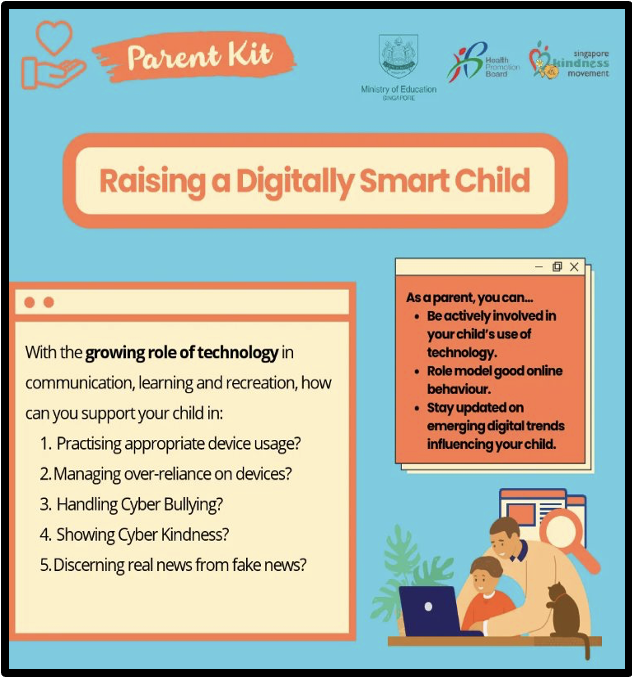 Parent Kit
Ministry of Education
SINGAPORE
Health
Promotion
Board
singapore
kindness
movement
Raising a Digitally Smart Child
With the growing role of technology in
communication, learning and recreation, how
can you support your child in:
1. Practising appropriate device usage?
2. Managing over-reliance on devices?
3. Handling Cyber Bullying?
4. Showing Cyber Kindness?
5. Discerning real news from fake news?
As a parent, you can...
• Be actively involved in
your child's use of
technology.
• Role model good online
behaviour.
• Stay updated on
emerging digital trends
influencing your child.